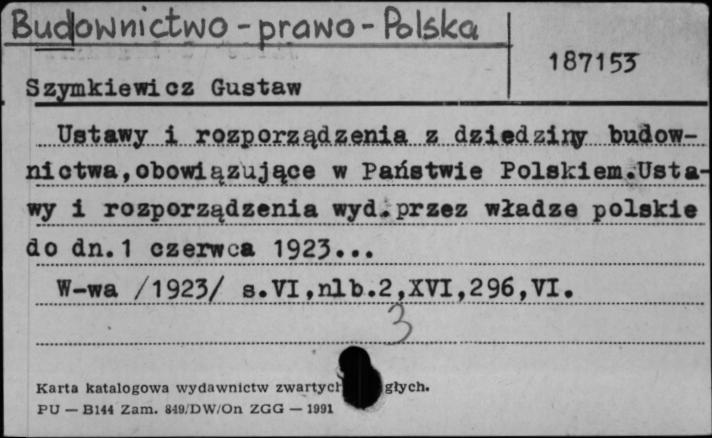 Budownictwo - prawo - Polska
187153
Szymkiewicz Gustaw
Ustawy i rozporządzenia z dziedziny budow-
nictwa,obowiązujące w Państwie Polskiem.Usta-
wy i rozporządzenia wyd.przez władze polskie
do dn.1 czerwca 1923...
W-wa /1923/ s.VI,nlb.2,XVI,296,VI.
3
Karta katalogowa wydawnictw głych.
PU — B144 Zam. 849/DW/On ZGG — 1991